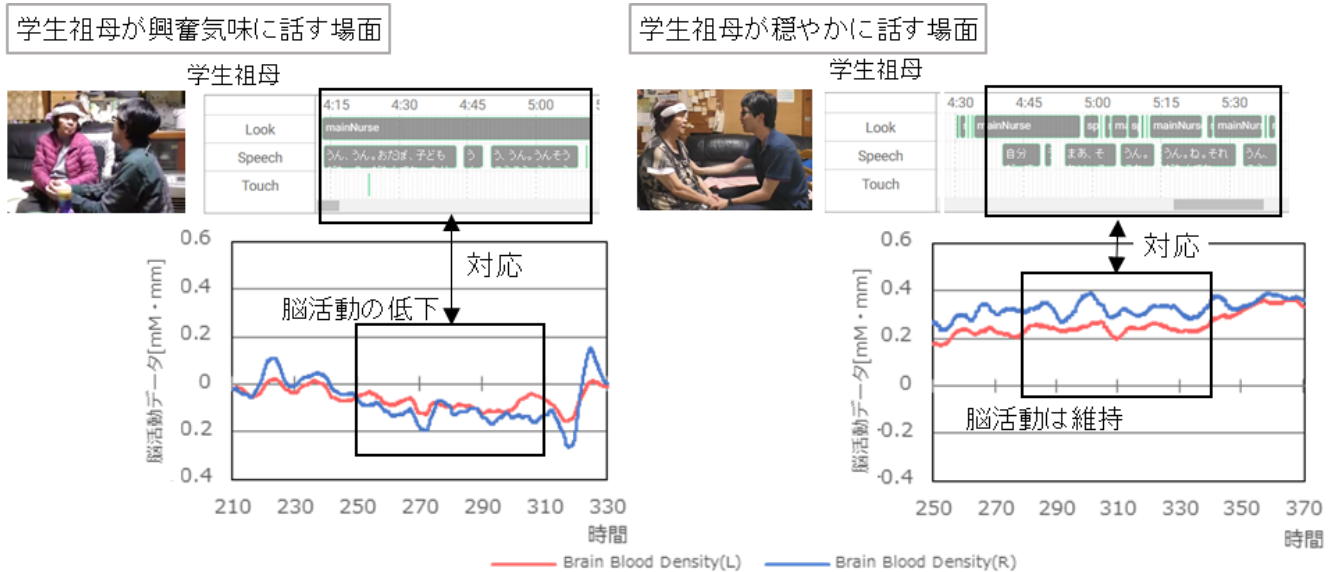 学生祖母が興奮気味に話す場面
学生祖母
4:15 4:30 4:45 5:00
Look mainNurse
Speech うん、うん。おたんぽ、子ども う う、うん。うんそう
Touch
対応
脳活動の低下
脳活動データ[mM・mm]
0.6
0.4
0.2
0
0.2
0.4
210 230 250 270 290 310 330
時間
学生祖母が穏やかに話す場面
学生祖母
4:30 4:45 5:00 5:15 5:30
Look mainNurse sp ma sp mainNurse mainNurs
Speech 自分 まあ、そ うん。 うん。ね。それ うん、
Touch
対応
脳活動は維持
脳活動データ[mM・mm]
0.6
0.4
0.2
0
-0.2
-0.4
250 270 290 310 330 350 370
時間
Brain Blood Density(L) Brain Blood Density(R)